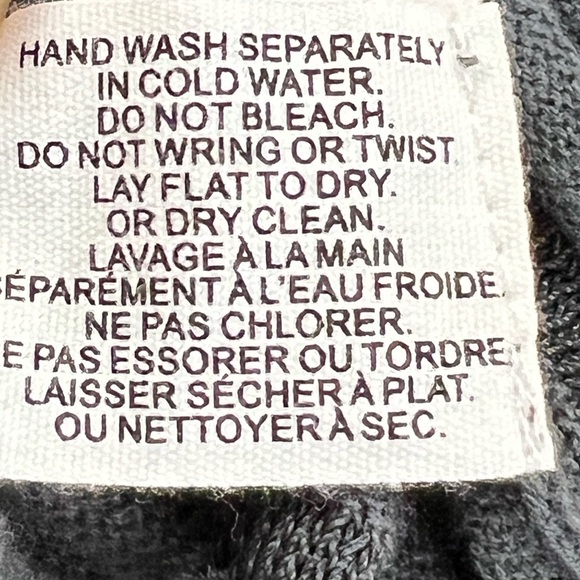 HAND WASH SEPARATELY
IN COLD WATER.
DO NOT BLEACH.
DO NOT WRING OR TWIST
LAY FLAT TO DRY.
OR DRY CLEAN.
LAVAGE À LA MAIN
SÉPARÉMENT À L'EAU FROIDE.
NE PAS CHLORER.
E PAS ESSORER OU TORDRE
LAISSER SÉCHER À PLAT.
OU NETTOYER À SEC.